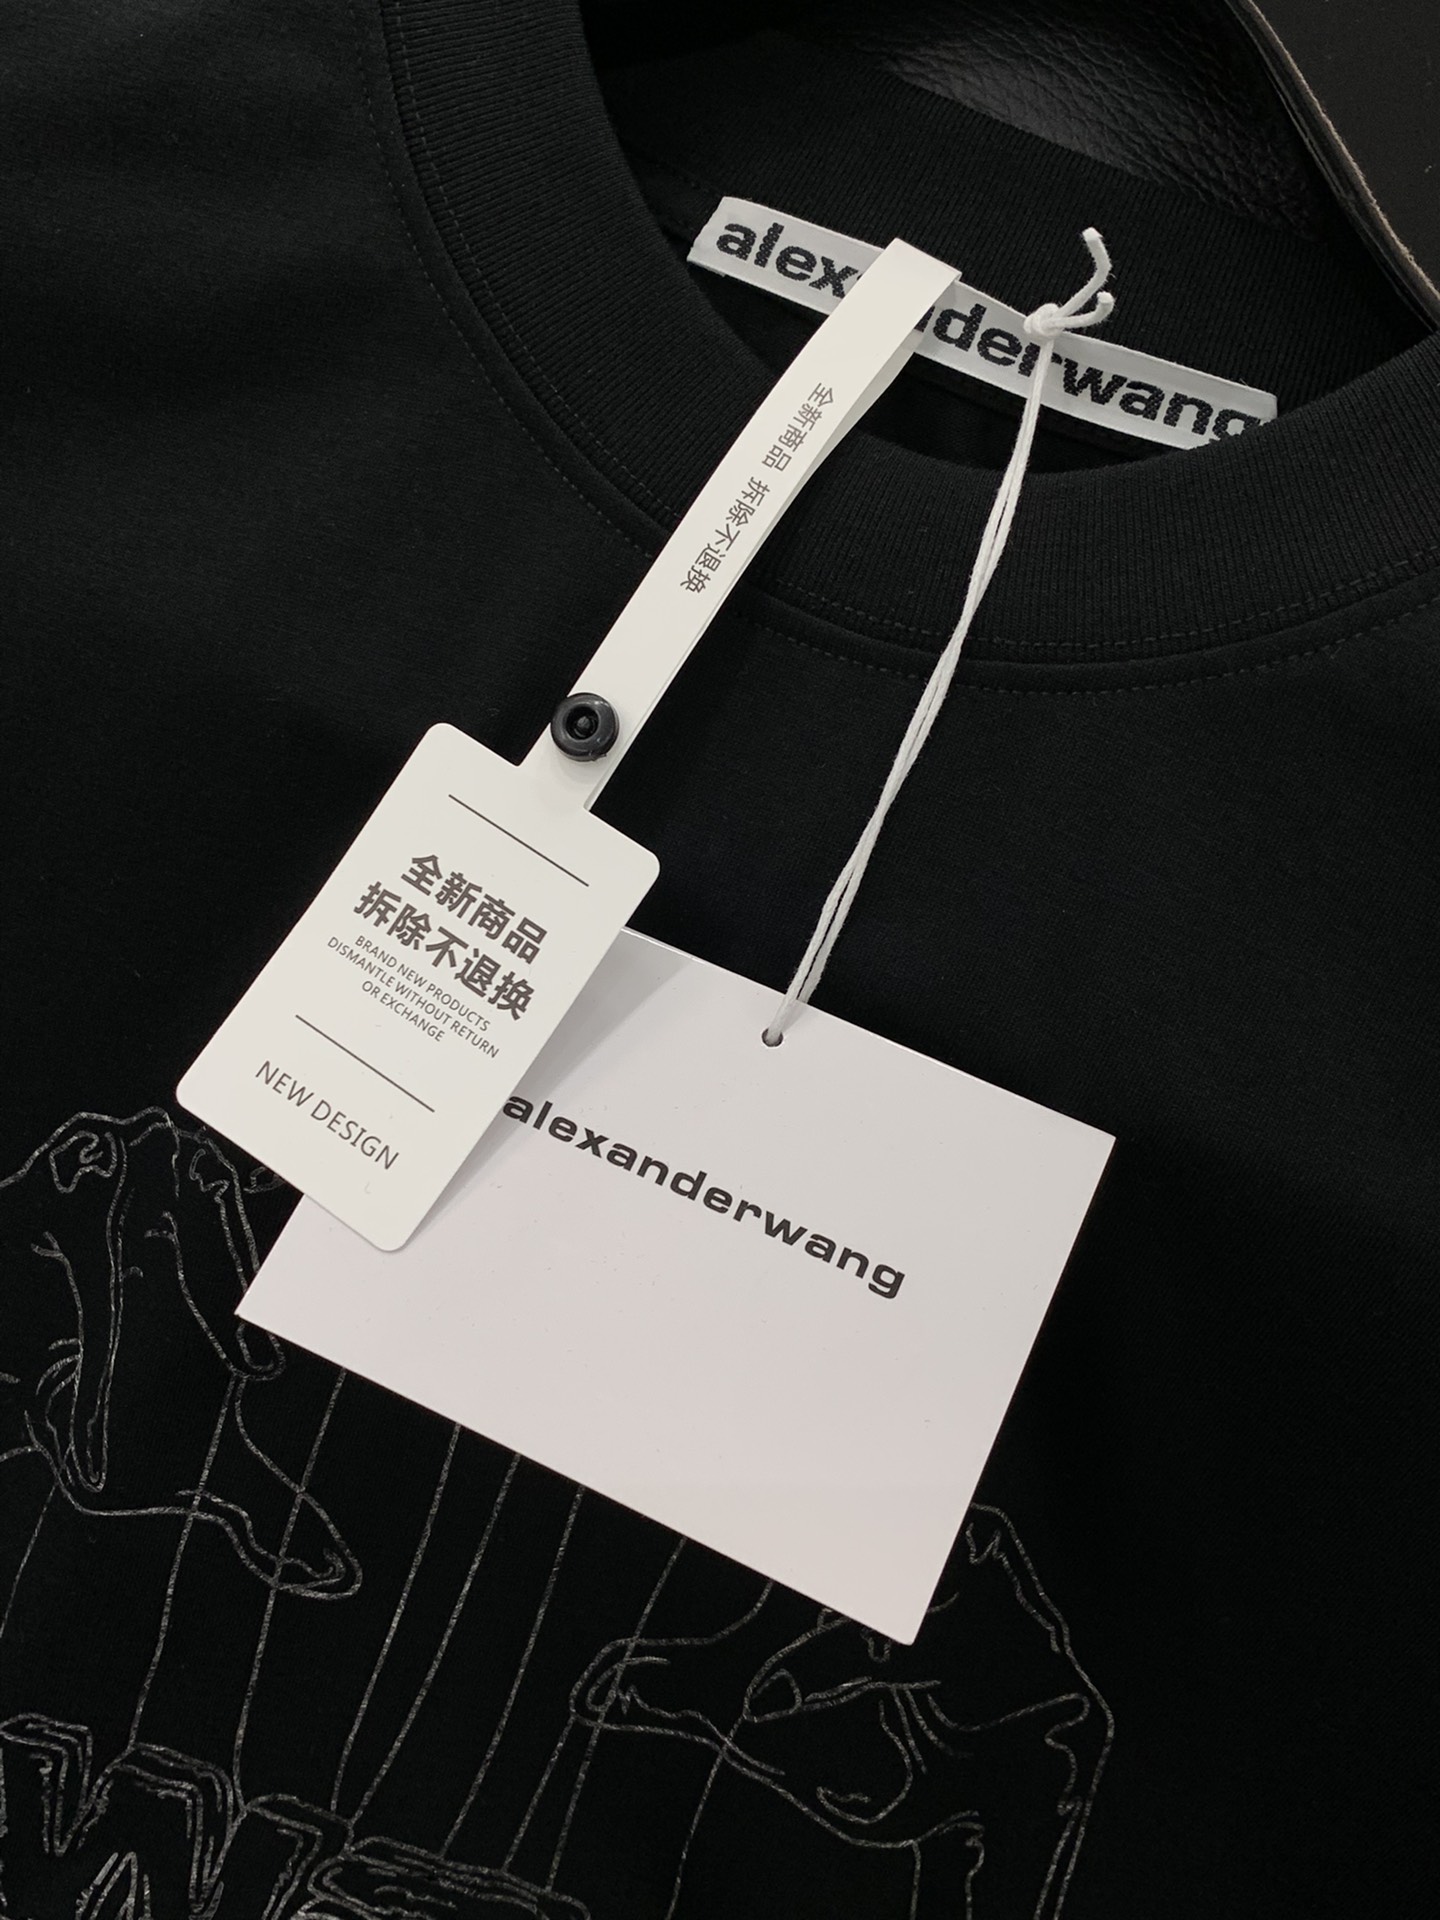 alexanderwang
全新商品 拆除不退换
全新商品
拆除不退换
BRAND NEW PRODUCTS
DISMANTLE WITHOUT RETURN
OR EXCHANGE
NEW DESIGN
alexanderwang